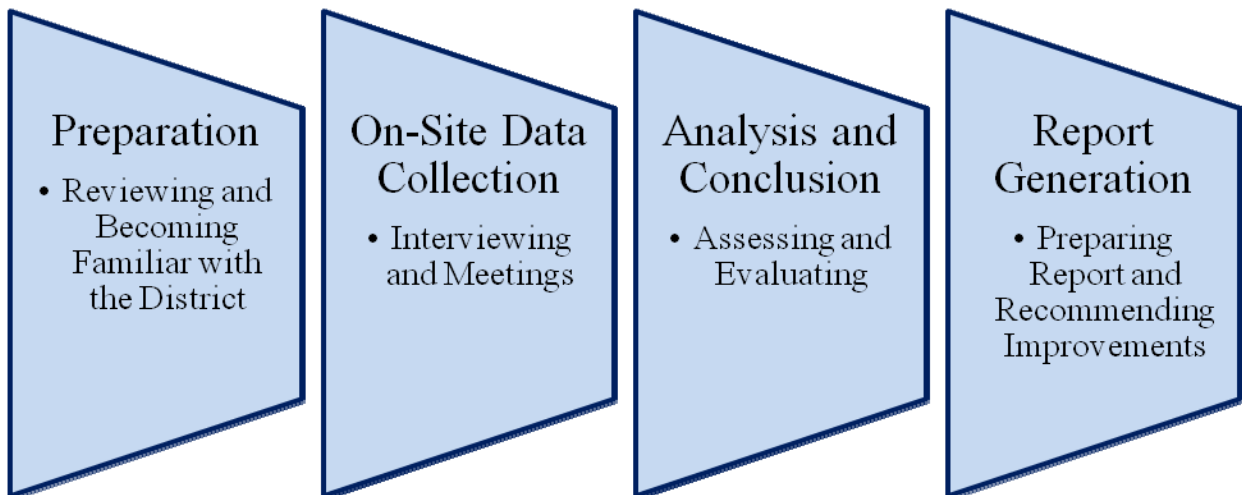 Preparation
• Reviewing and
Becoming
Familiar with
the District
On-Site Data
Collection
• Interviewing
and Meetings
Analysis and
Conclusion
• Assessing and
Evaluating
Report
Generation
• Preparing
Report and
Recommending
Improvements